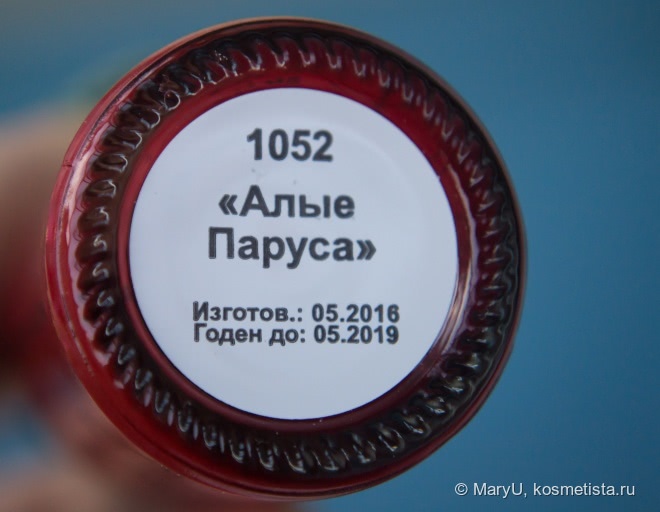 1052
«Алые
Паруса»
Изготов.: 05.2016
Годен до: 05.2019
© MaryU, kosmetista.ru